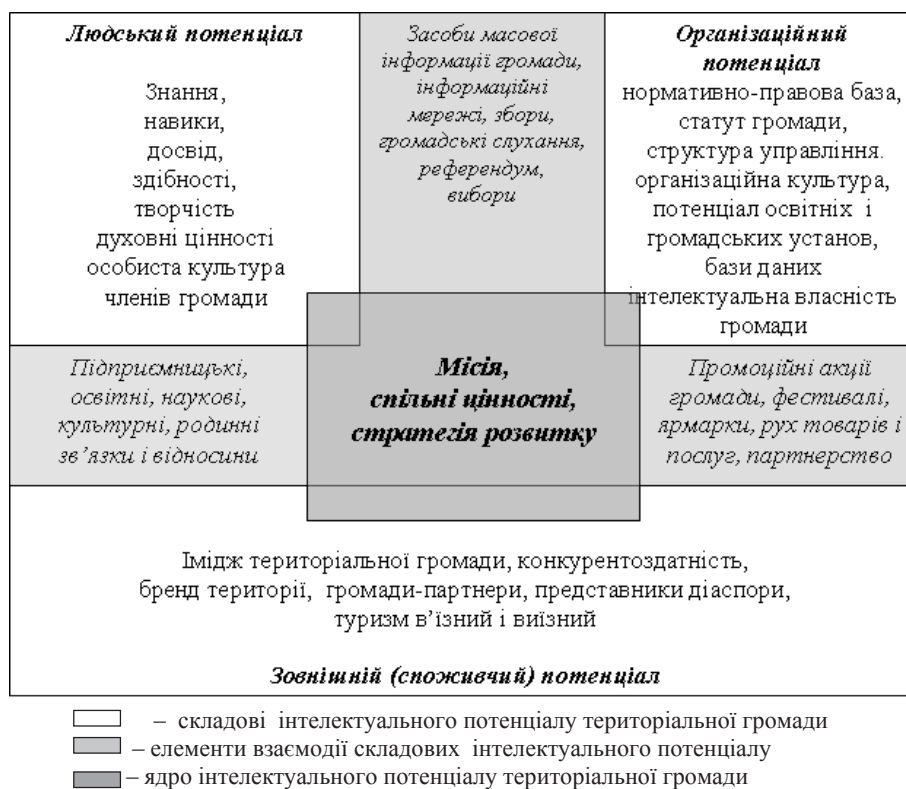 Людський потенціал
Знання,
навики,
досвід,
здібності,
творчість
духовні цінності
особиста культура
членів громади
Засоби масової
інформації громади,
інформаційні
мережі, збори,
громадські слухання,
референдум,
вибори
Організаційний
потенціал
нормативно-правова база,
статут громади,
структура управління.
організаційна культура,
потенціал освітніх і
громадських установ,
бази даних
інтелектуальна власність
громади
Підприємницькі,
освітні, наукові,
культурні, родинні
зв’язки і відносини
Місія,
спільні цінності,
стратегія розвитку
Промоційні акції
громади, фестивалі,
ярмарки, рух товарів і
послуг, партнерство
Імідж територіальної громади, конкурентоздатність,
бренд території, громади-партнери, представники діаспори,
туризм в’їзний і виїзний
Зовнішній (споживчий) потенціал
– складові інтелектуального потенціалу територіальної громади
– елементи взаємодії складових інтелектуального потенціалу
– ядро інтелектуального потенціалу територіальної громади